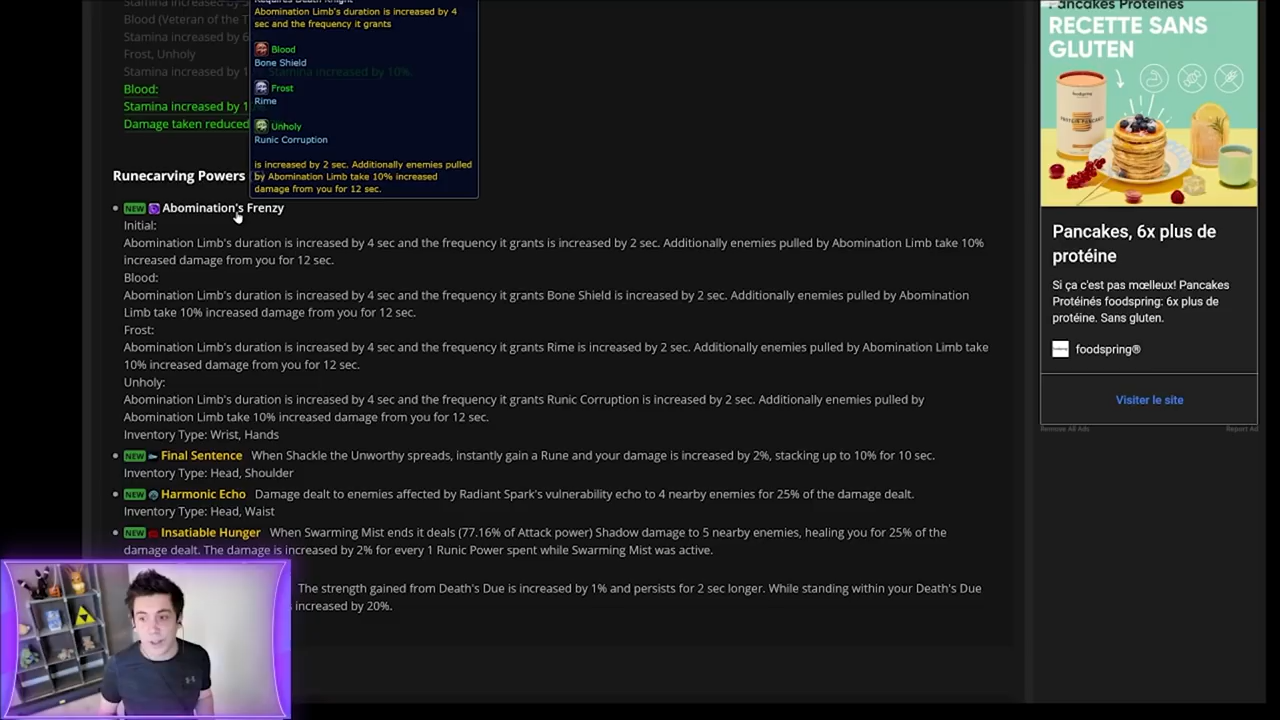 Blood (Veteran of the T
Stamina increased by 6
Frost, Unholy
Stamina increased by 1
Stamina increased by 10%.
Blood:
Stamina increased by 1
Damage taken reduced
Requires Death Knight
Abomination Limb's duration is increased by 4
sec and the frequency it grants
Blood
Bone Shield
Frost
Rime
Unholy
Runic Corruption
is increased by 2 sec. Additionally enemies pulled
by Abomination Limb take 10% increased
damage from you for 12 sec.
Runecarving Powers
NEW Abomination's Frenzy
Initial:
Abomination Limb's duration is increased by 4 sec and the frequency it grants is increased by 2 sec. Additionally enemies pulled by Abomination Limb take 10%
increased damage from you for 12 sec.
Blood:
Abomination Limb's duration is increased by 4 sec and the frequency it grants Bone Shield is increased by 2 sec. Additionally enemies pulled by Abomination
Limb take 10% increased damage from you for 12 sec.
Frost:
Abomination Limb's duration is increased by 4 sec and the frequency it grants Rime is increased by 2 sec. Additionally enemies pulled by Abomination Limb take
10% increased damage from you for 12 sec.
Unholy:
Abomination Limb's duration is increased by 4 sec and the frequency it grants Runic Corruption is increased by 2 sec. Additionally enemies pulled by
Abomination Limb take 10% increased damage from you for 12 sec.
Inventory Type: Wrist, Hands
NEW Final Sentence When Shackle the Unworthy spreads, instantly gain a Rune and your damage is increased by 2%, stacking up to 10% for 10 sec.
Inventory Type: Head, Shoulder
NEW Harmonic Echo Damage dealt to enemies affected by Radiant Spark's vulnerability echo to 4 nearby enemies for 25% of the damage dealt.
Inventory Type: Head, Waist
NEW Insatiable Hunger When Swarming Mist ends it deals (77.16% of Attack power) Shadow damage to 5 nearby enemies, healing you for 25% of the
damage dealt. The damage is increased by 2% for every 1 Runic Power spent while Swarming Mist was active.
The strength gained from Death's Due is increased by 1% and persists for 2 sec longer. While standing within your Death's Due
increased by 20%.
Pancakes Protéinés
RECETTE SANS
GLUTEN
Pancakes, 6x plus de
protéine
Si ça c'est pas mœlleux! Pancakes
Protéinés foodspring: 6x plus de
protéine. Sans gluten.
foodspring®
Visiter le site
Remove All Ads
Report Ad